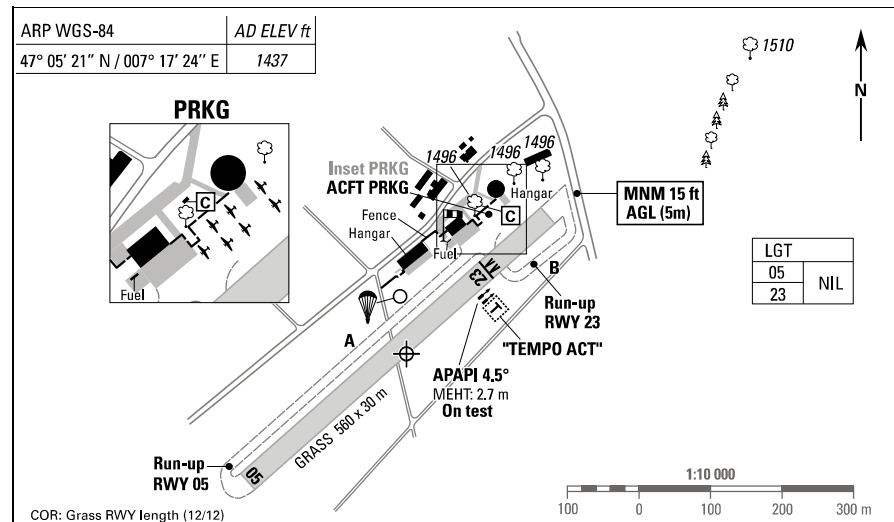 ARP WGS-84
AD ELEV ft
47° 05' 21" N / 007° 17' 24" E
1437
PRKG
C
Fuel
1510
N
1496
1496
1496
Inset PRKG
ACFT PRKG
Hangar
C
MNM 15 ft
AGL (5m)
Fence
Hangar
Fuel
LGT
05
23
NIL
23
B
Run-up
RWY 23
T
"TEMPO ACT"
A
APAPI 4.5°
MEHT: 2.7 m
On test
GRASS 560 x 30 m
Run-up
RWY 05
05
1:10 000
100
0
100
200
300 m
COR: Grass RWY length (12/12)